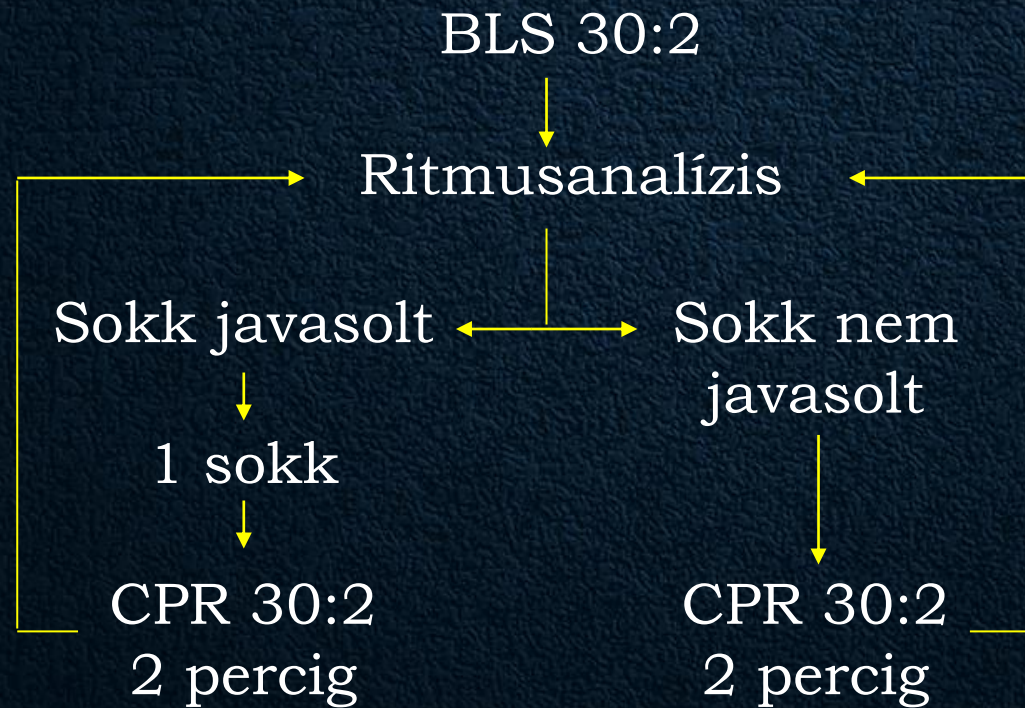 BLS 30:2
Ritmusanalízis
Sokk javasolt
Sokk nem
javasolt
1 sokk
CPR 30:2
2 percig
CPR 30:2
2 percig